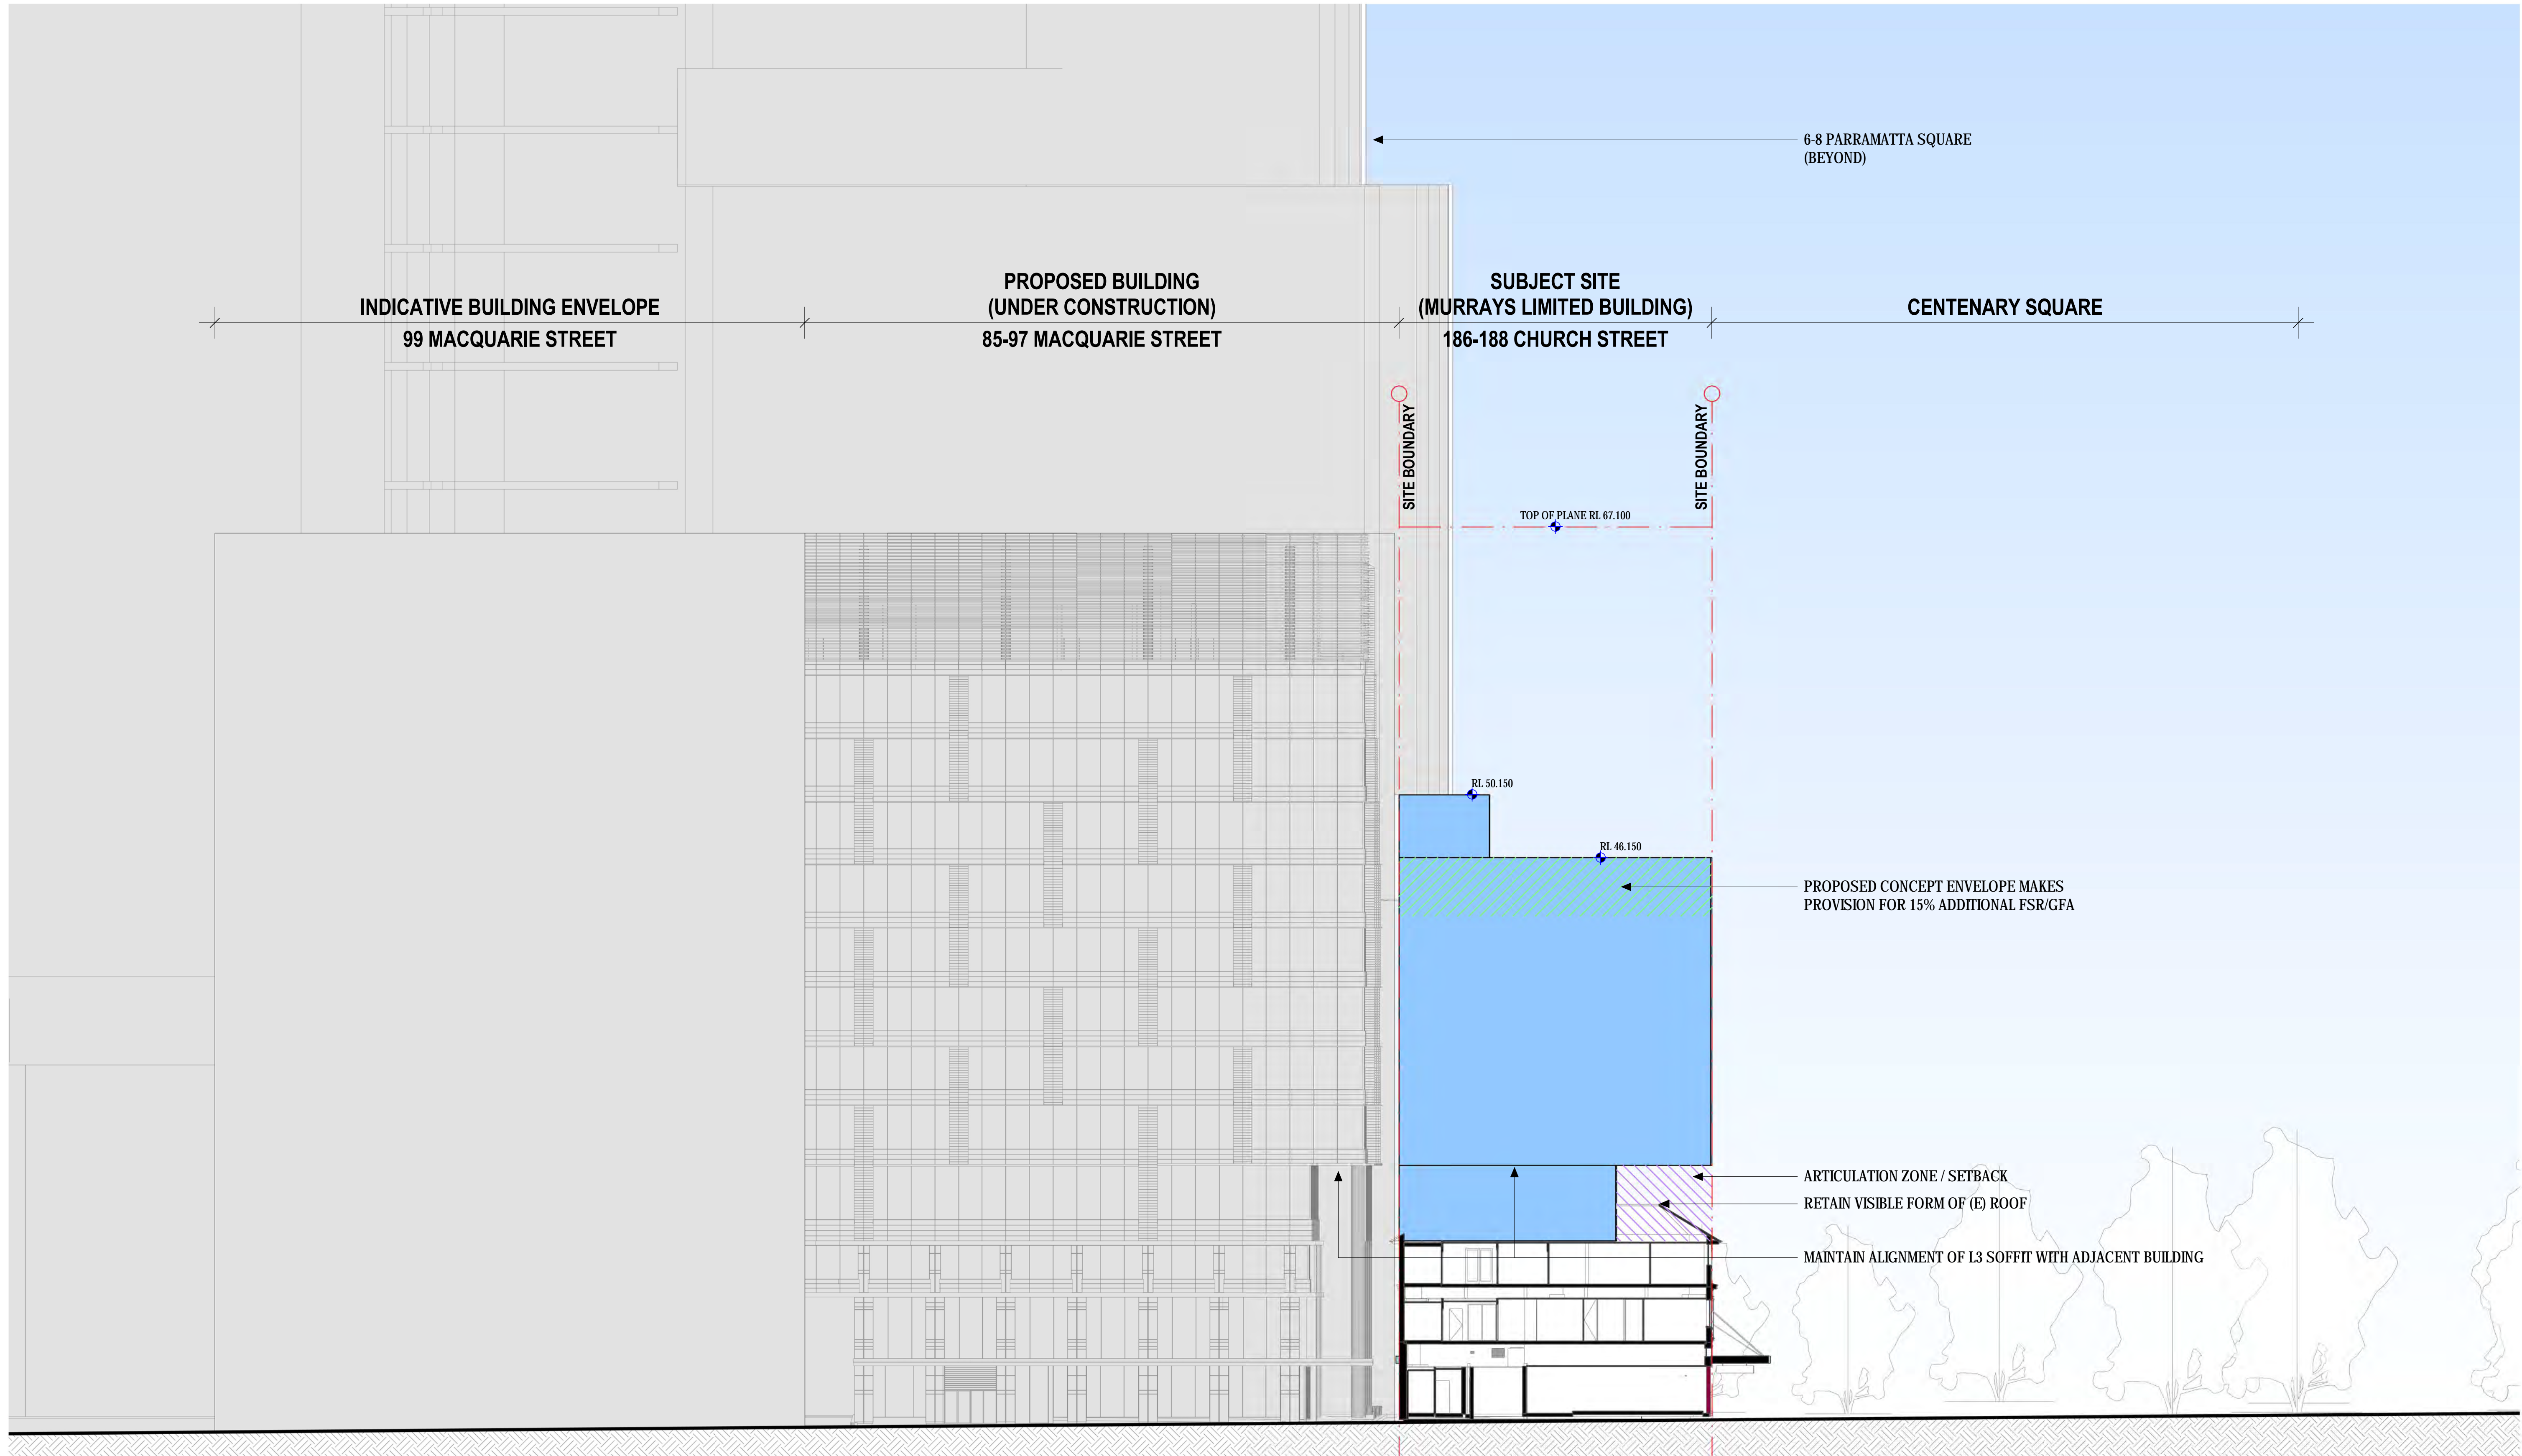 6-8 PARRAMATTA SQUARE
(BEYOND)
INDICATIVE BUILDING ENVELOPE
99 MACQUARIE STREET
PROPOSED BUILDING
(UNDER CONSTRUCTION)
85-97 MACQUARIE STREET
SUBJECT SITE
(MURRAYS LIMITED BUILDING)
186-188 CHURCH STREET
CENTENARY SQUARE
SITE BOUNDARY
SITE BOUNDARY
TOP OF PLANE RL 67.100
RL 50.150
RL 46.150
PROPOSED CONCEPT ENVELOPE MAKES
PROVISION FOR 15% ADDITIONAL FSR/GFA
ARTICULATION ZONE / SETBACK
RETAIN VISIBLE FORM OF (E) ROOF
MAINTAIN ALIGNMENT OF L3 SOFFIT WITH ADJACENT BUILDING